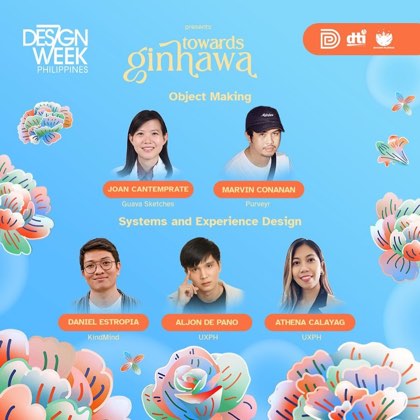 DESIGN
WEEK
PHILIPPINES
presents
towards
ginhawa
dti
Object Making
JOAN CANTEMPRATE
Guava Sketches
MARVIN CONANAN
Purveyr
Systems and Experience Design
DANIEL ESTROPIA
KindMind
ALJON DE PANO
UXPH
ATHENA CALAYAG
UXPH